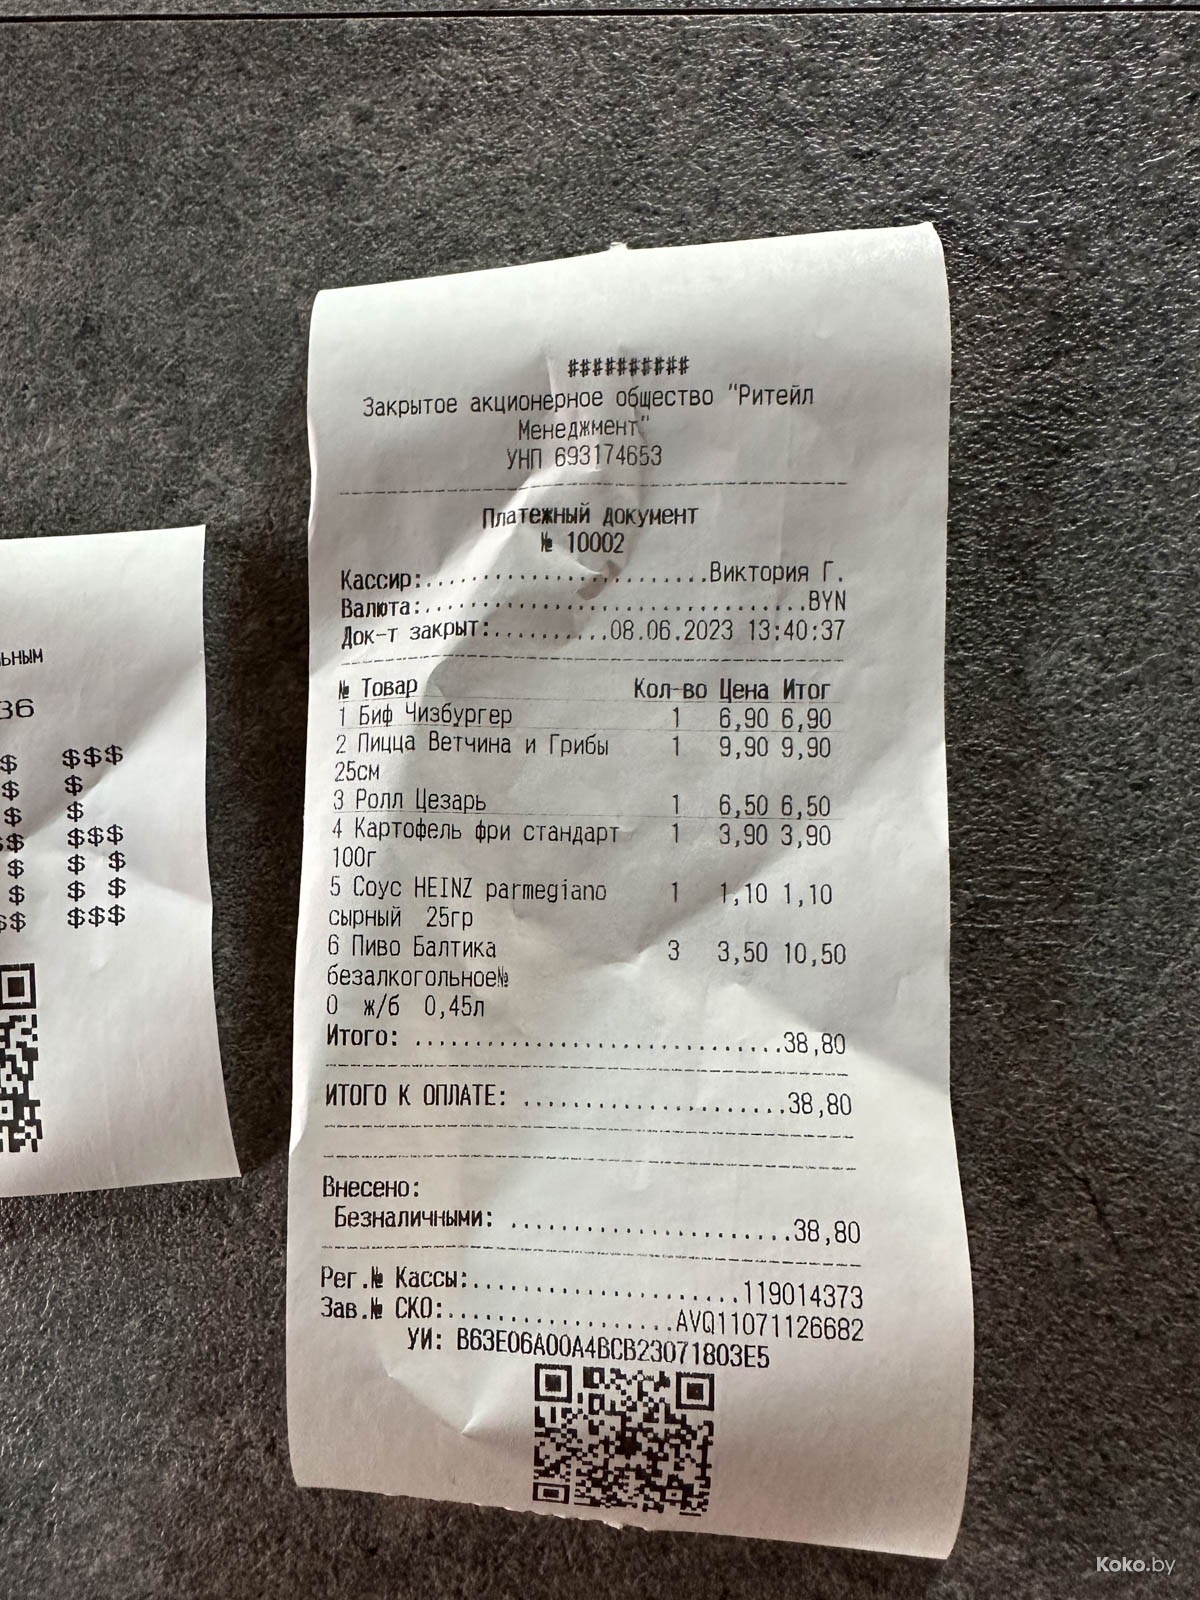 ##########
Закрытое акционерное общество "Ритейл
Менеджмент"
УНП 693174653
Платежный документ
№ 10002
Кассир:.......................Виктория Г.
Валюта:...............................BYN
Док-т закрыт:..........08.06.2023 13:40:37
№ Товар Кол-во Цена Итог
1 Биф Чизбургер 1 6,90 6,90
2 Пицца Ветчина и Грибы 1 9,90 9,90
25см
3 Ролл Цезарь 1 6,50 6,50
4 Картофель фри стандарт 1 3,90 3,90
100г
5 Соус HEINZ parmegiano 1 1,10 1,10
сырный 25гр
6 Пиво Балтика 3 3,50 10,50
безалкогольное№
0 ж/б 0,45л
Итого: ..............................38,80
ИТОГО К ОПЛАТЕ: .....................38,80
Внесено:
Безналичными: .......................38,80
Рег.№ Кассы:......................119014373
Зав.№ СКО:...................AVQ11071126682
УИ: B63E06A00A4BCB23071803E5
ьным
36
$ $$$
$ $
$ $
$$ $$$
$ $ $
$ $ $
$$ $$$
Koko.by